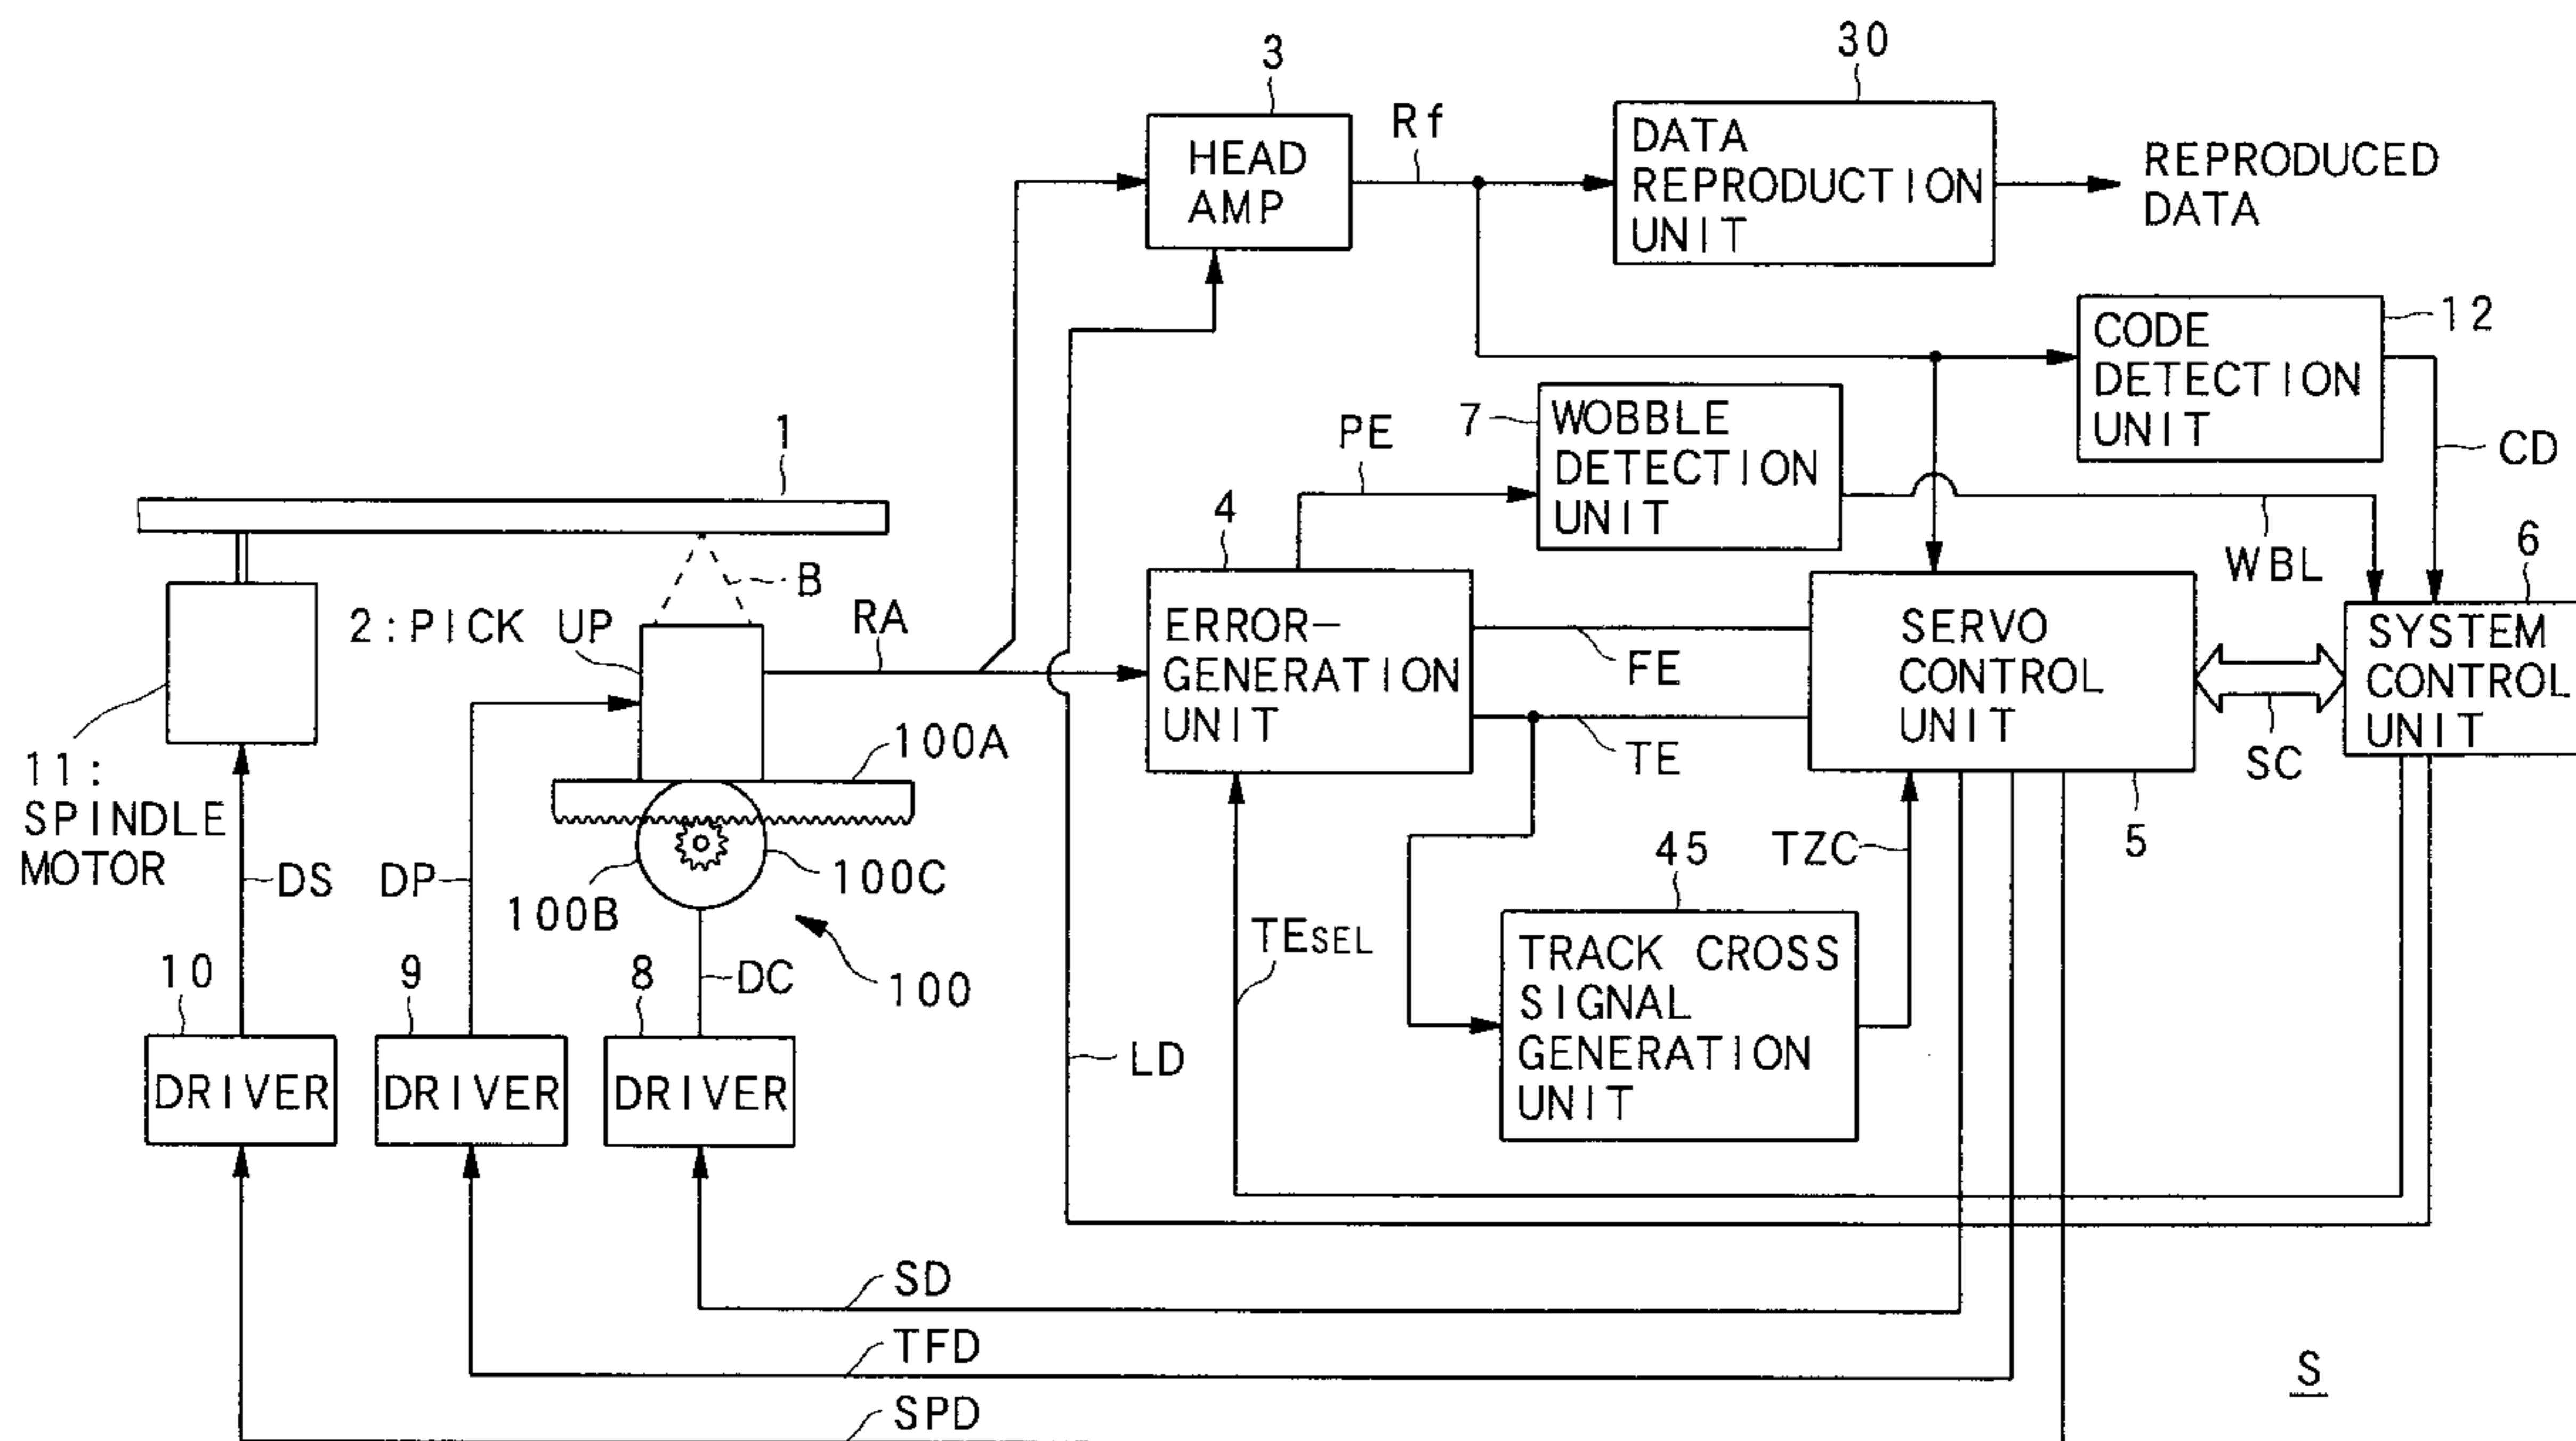 30
3
Rf
HEAD
AMP
DATA
REPRODUCTION
UNIT
REPRODUCED
DATA
12
CODE
DETECTION
UNIT
CD
1
PE
7
WOBBLE
DETECTION
UNIT
WBL
4
6
B
2:PICK UP
RA
ERROR-
GENERATION
UNIT
FE
TE
SERVO
CONTROL
UNIT
SYSTEM
CONTROL
UNIT
SC
5
11:
SPINDLE
MOTOR
100A
100B
100C
100
DS
DP
DC
45
TZC
TESEL
TRACK CROSS
SIGNAL
GENERATION
UNIT
10
9
8
DRIVER
DRIVER
DRIVER
LD
SD
TFD
SPD
S